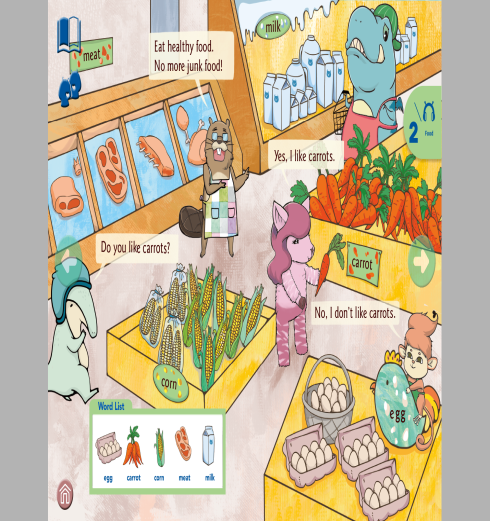 meat
Eat healthy food.
No more junk food!
milk
Yes, I like carrots.
2
Food
Do you like carrots?
carrot
No, I don't like carrots.
corn
egg
Word List
egg carrot corn meat milk